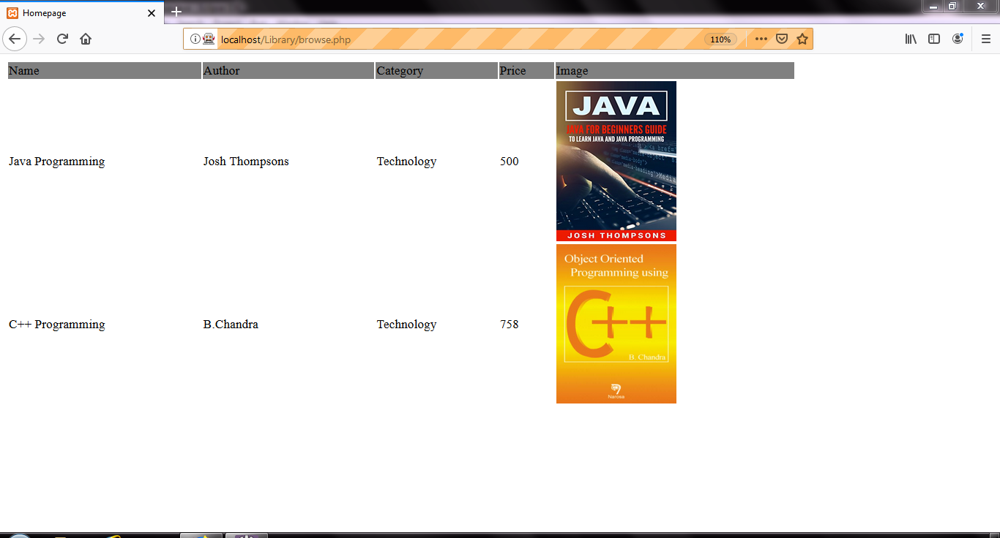 Homepage
localhost/Library/browse.php
110%
Name Author Category Price Image
JAVA
JAVA FOR BEGINNERS GUIDE
TO LEARN JAVA AND JAVA PROGRAMMING
Java Programming Josh Thompsons Technology 500
JOSH THOMPSONS
Object Oriented
Programming using
C++
C++ Programming B.Chandra Technology 758
B. Chandra
Narosa